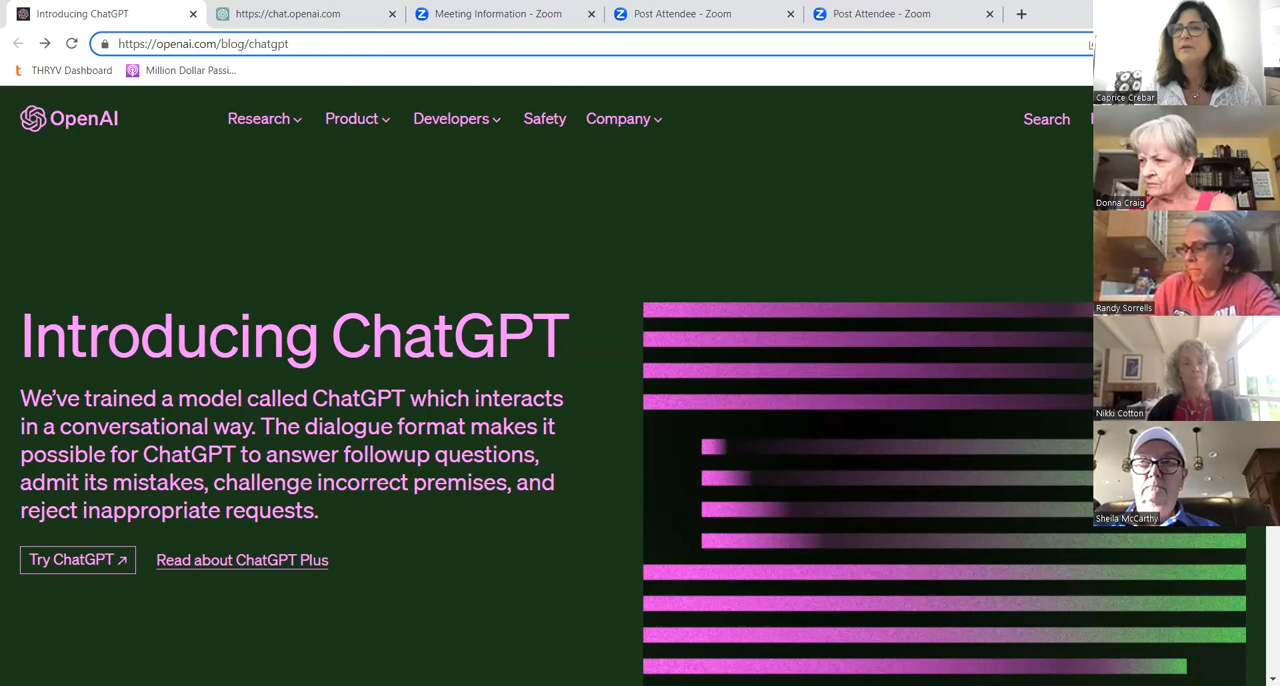 Introducing ChatGPT
https://chat.openai.com
Meeting Information - Zoom
Post Attendee - Zoom
Post Attendee - Zoom
https://openai.com/blog/chatgpt
THRYV Dashboard
Million Dollar Passi...
OpenAI
Research
Product
Developers
Safety
Company
Search
Introducing ChatGPT
We've trained a model called ChatGPT which interacts
in a conversational way. The dialogue format makes it
possible for ChatGPT to answer followup questions,
admit its mistakes, challenge incorrect premises, and
reject inappropriate requests.
Try ChatGPT ↗
Read about ChatGPT Plus
Caprice Crebar
Donna Craig
Randy Sorrells
Nikki Cotton
Sheila McCarthy